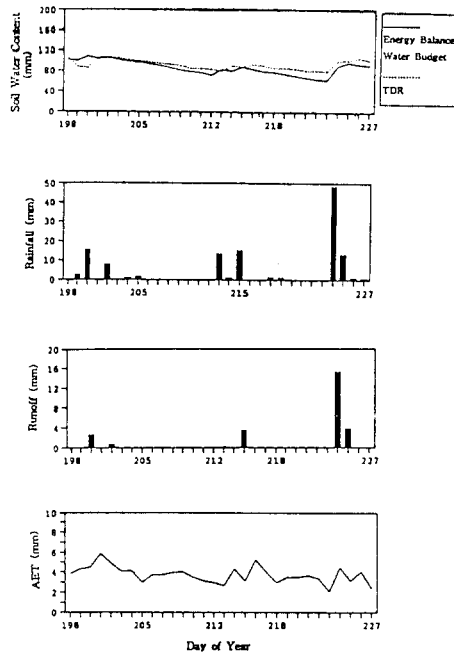 200
160
120
80
40
0
Soil Water Content
(mm)
198 205 212 218 227
Energy Balance
Water Budget
TDR
50
40
30
20
10
0
Rainfall (mm)
198 205 215 218 227
20
16
12
8
4
0
Runoff (mm)
198 205 212 218 227
10
8
6
4
2
0
AET (mm)
198 205 212 218 227
Day of Year